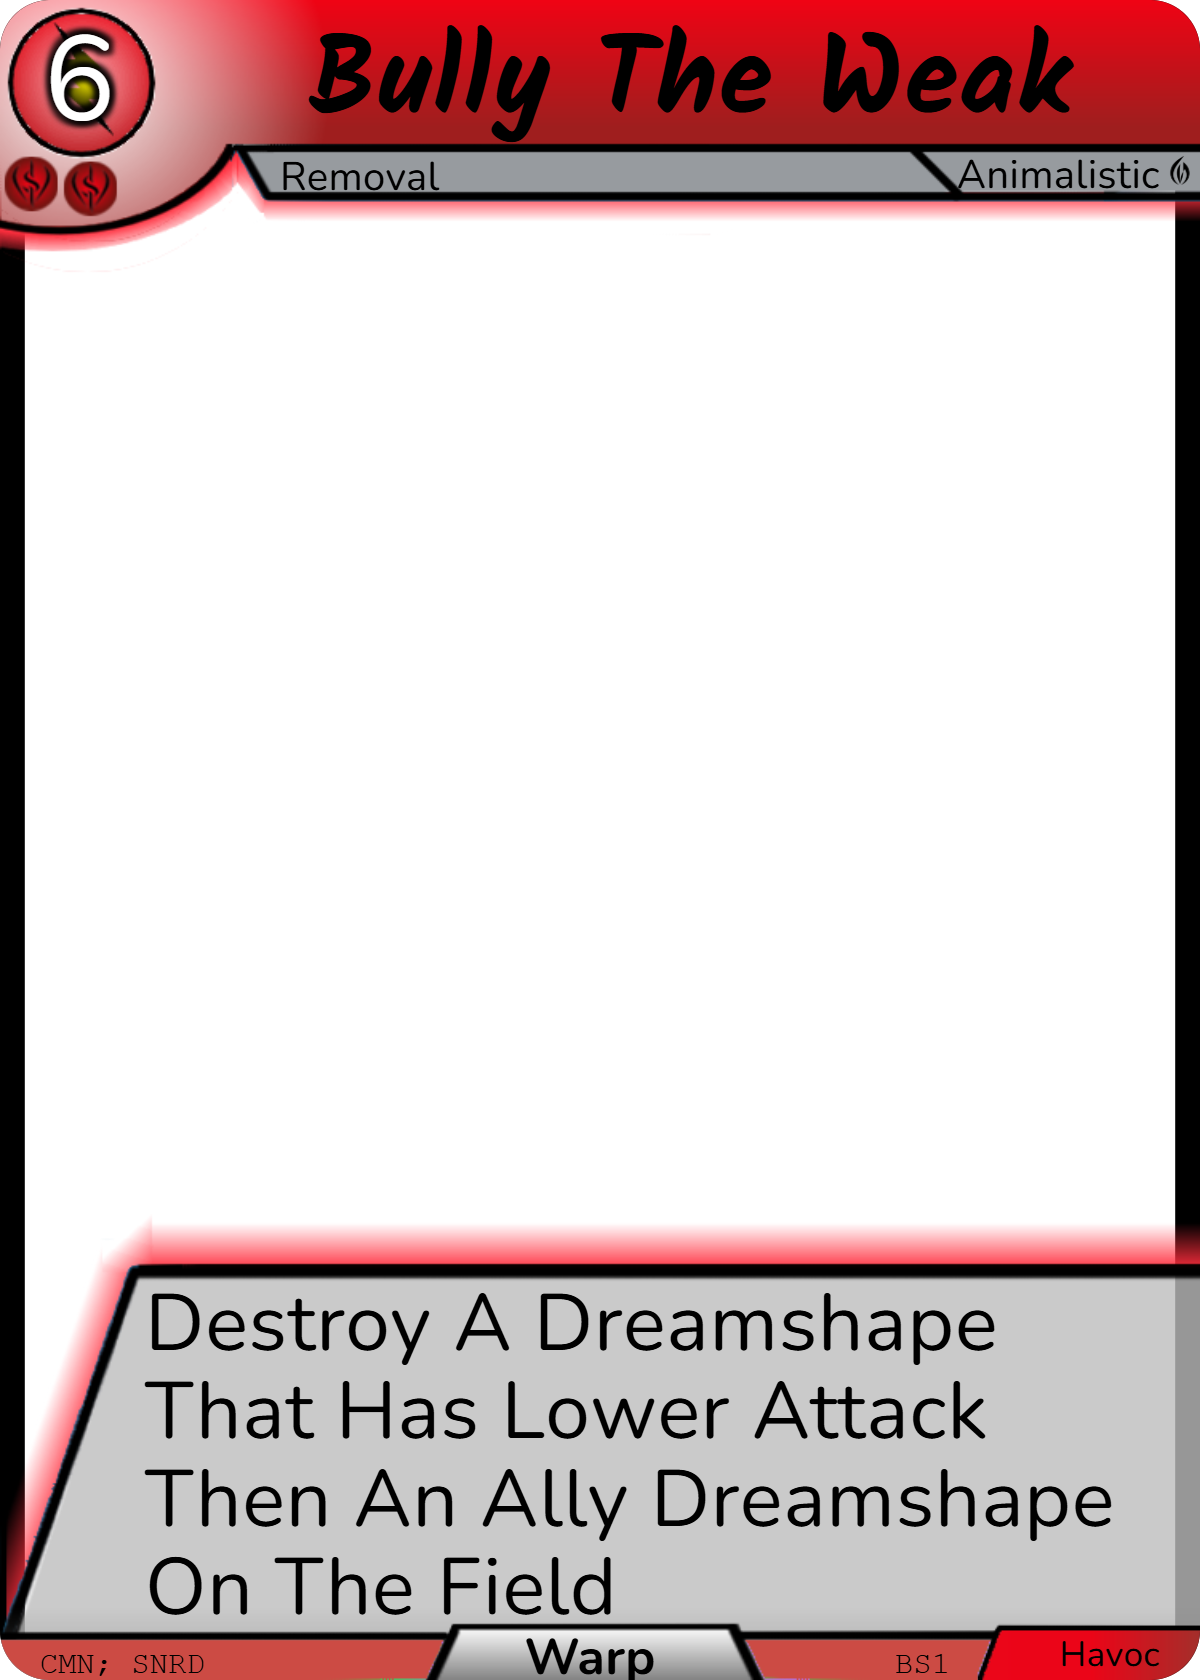 6
Bully The Weak
Removal
Animalistic
Destroy A Dreamshape
That Has Lower Attack
Then An Ally Dreamshape
On The Field
CMN; SNRD
Warp
BS1
Havoc